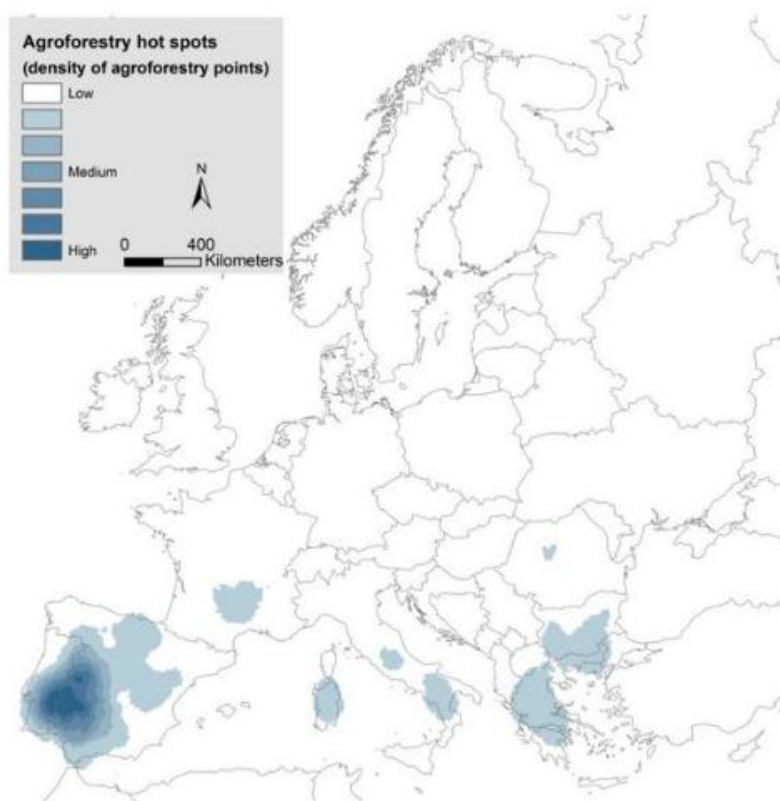 Agroforestry hot spots
(density of agroforestry points)
Low
Medium
High
N
0 400
Kilometers